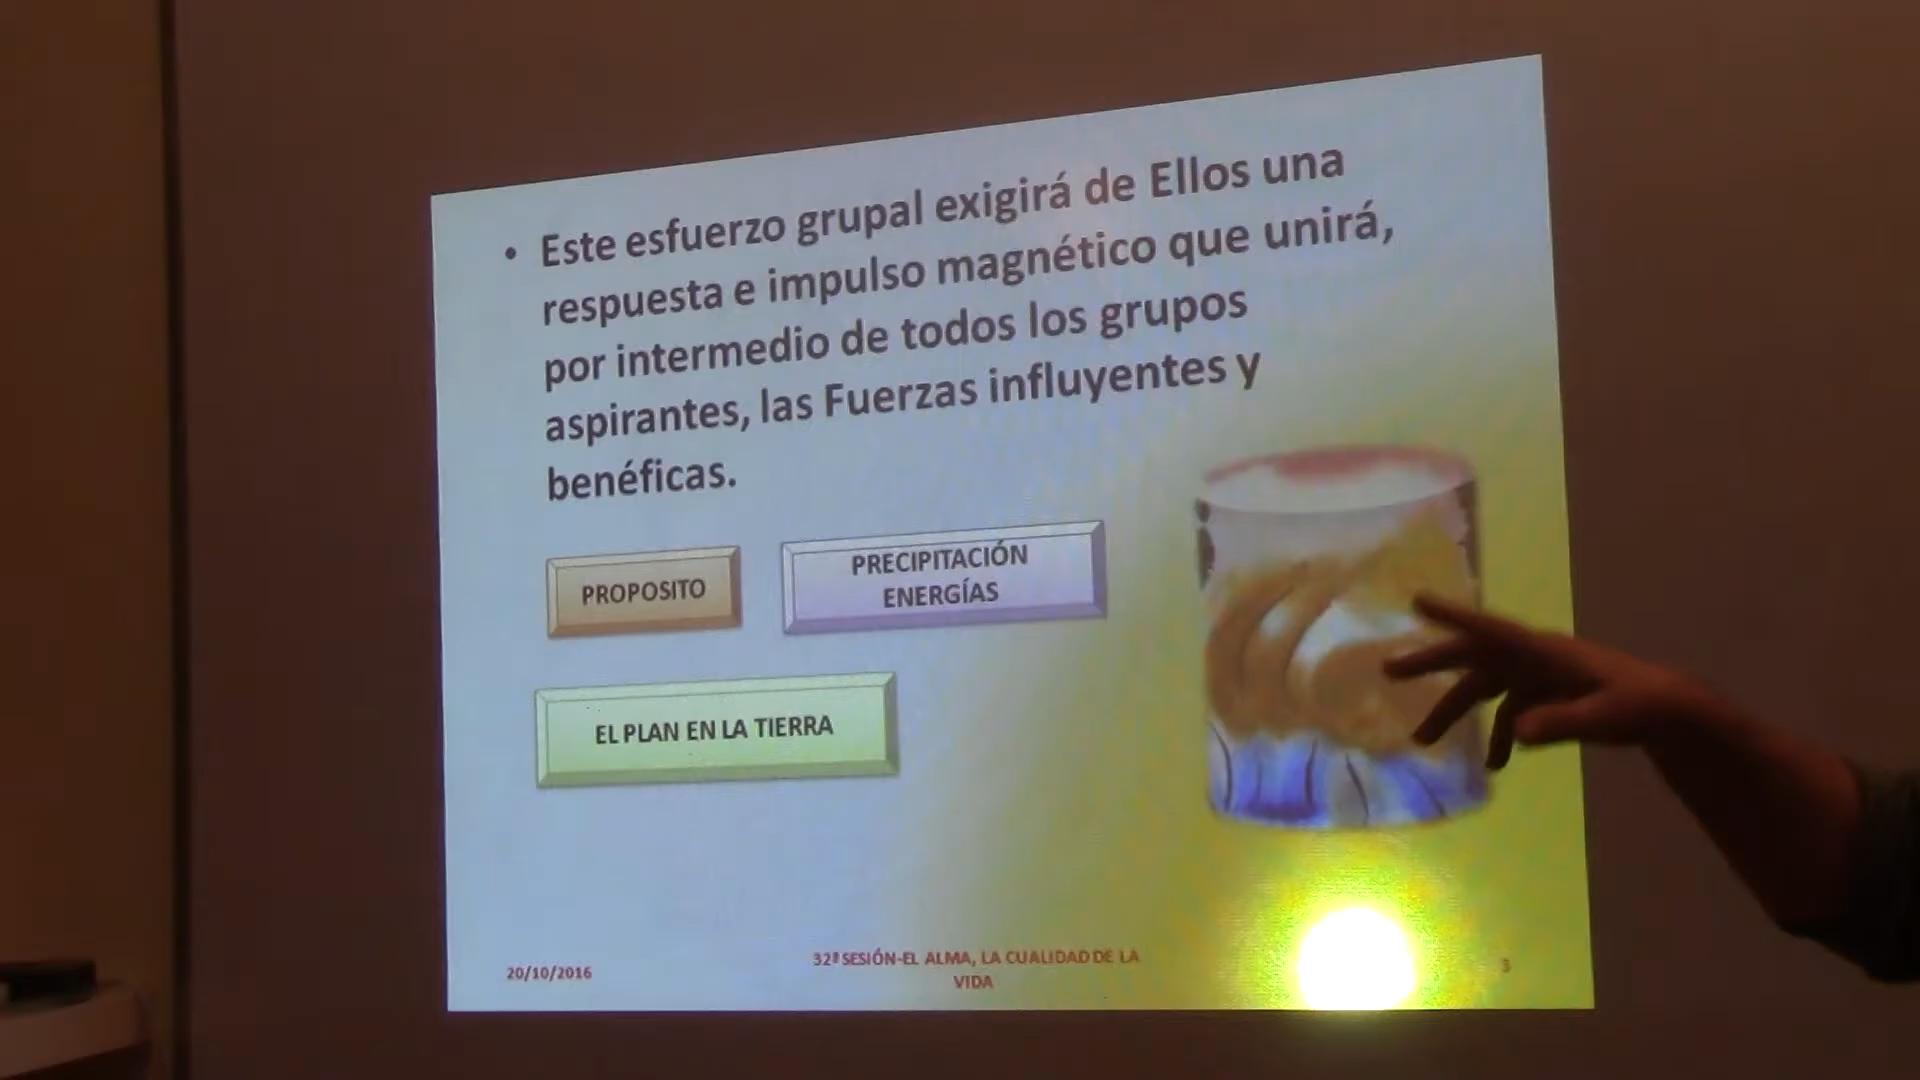 • Este esfuerzo grupal exigirá de Ellos una
respuesta e impulso magnético que unirá,
por intermedio de todos los grupos
aspirantes, las Fuerzas influyentes y
benéficas.
PROPOSITO
PRECIPITACIÓN
ENERGÍAS
EL PLAN EN LA TIERRA
20/10/2016
32ª SESIÓN-EL ALMA, LA CUALIDAD DE LA
VIDA
3